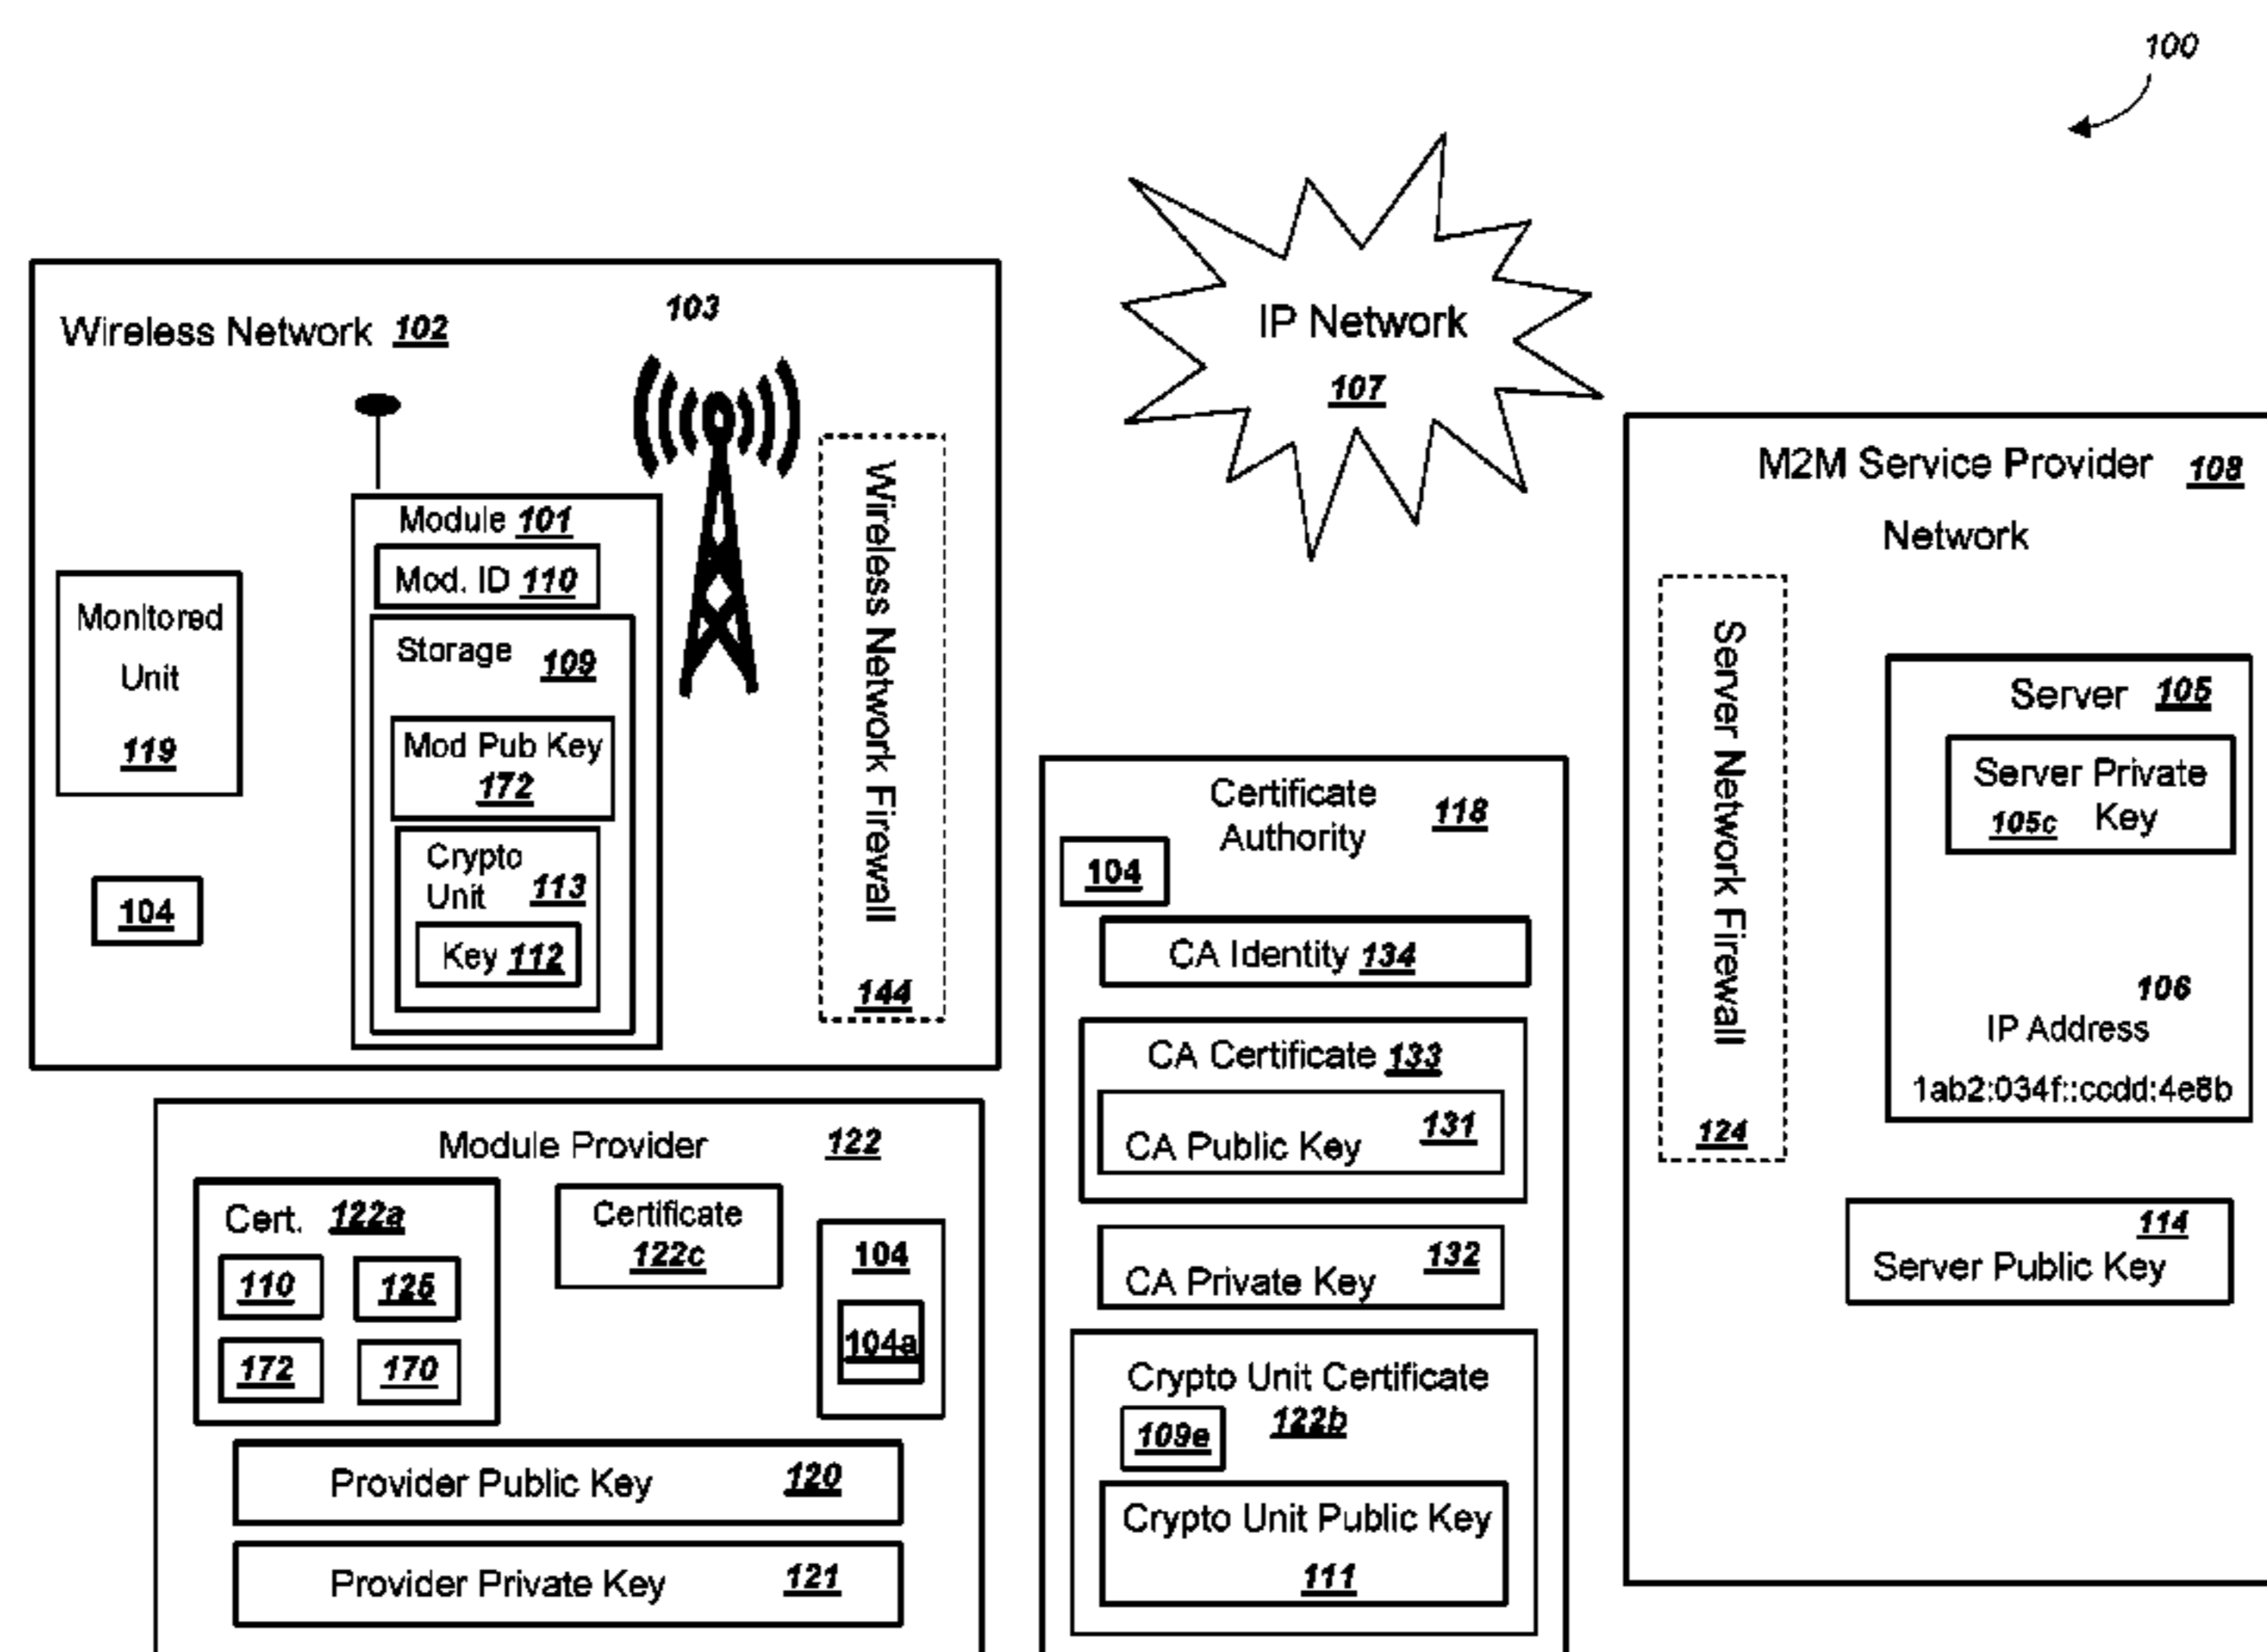 100
Wireless Network 102
103
Module 101
Mod. ID 110
Storage 109
Mod Pub Key
172
Crypto
Unit 113
Key 112
Monitored
Unit
119
104
Wireless Network Firewall
144
IP Network
107
M2M Service Provider 108
Network
Server Network Firewall
124
Server 105
Server Private
105c Key
106
IP Address
1ab2:034f::ccdd:4e8b
114
Server Public Key
Certificate
Authority 118
104
CA Identity 134
CA Certificate 133
CA Public Key 131
CA Private Key 132
Crypto Unit Certificate
109e 122b
Crypto Unit Public Key
111
Module Provider 122
Cert. 122a
110 125
172 170
Certificate
122c
104
104a
Provider Public Key 120
Provider Private Key 121